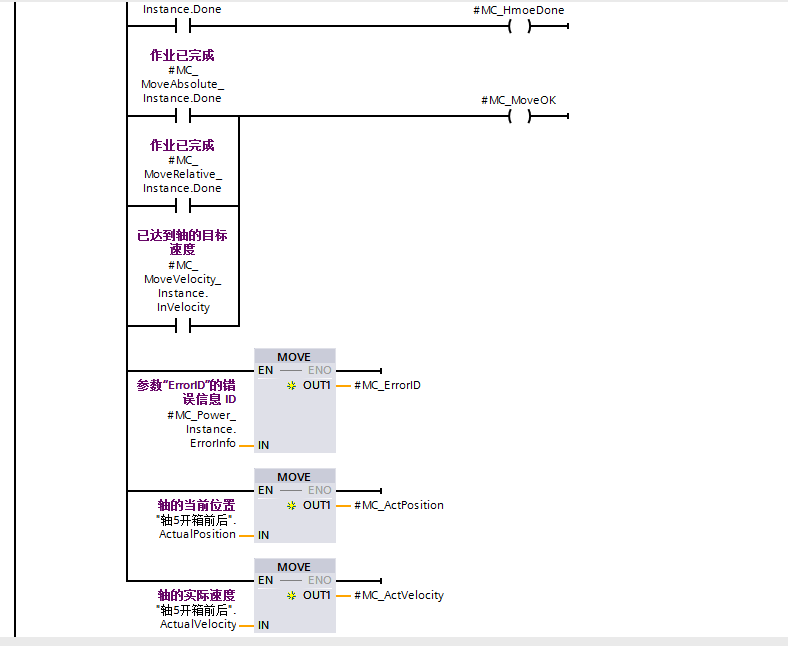 Instance.Done
#MC_HmoeDone
作业已完成
#MC_
MoveAbsolute_
Instance.Done
#MC_MoveOK
作业已完成
#MC_
MoveRelative_
Instance.Done
已达到轴的目标
速度
#MC_
MoveVelocity_
Instance.
InVelocity
MOVE
EN ENO
参数“ErrorID”的错
误信息 ID
#MC_Power_
Instance.
ErrorInfo
OUT1 #MC_ErrorID
IN
MOVE
EN ENO
轴的当前位置
"轴5开箱前后".
ActualPosition
OUT1 #MC_ActPosition
IN
MOVE
EN ENO
轴的实际速度
"轴5开箱前后".
ActualVelocity
OUT1 #MC_ActVelocity
IN